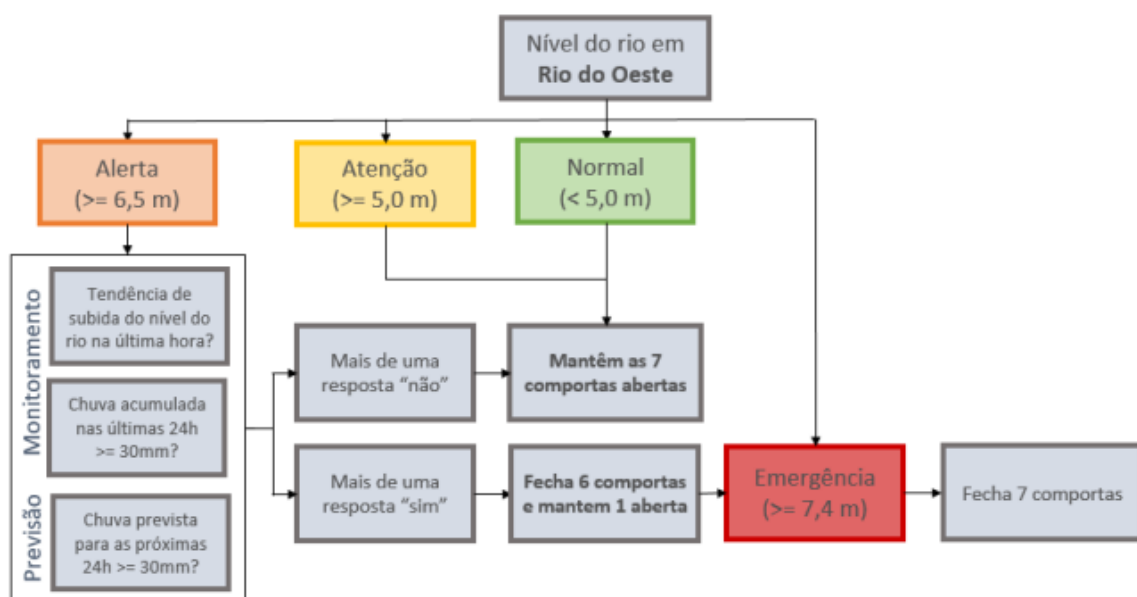 Nível do rio em
Rio do Oeste
Alerta
(>= 6,5 m)
Atenção
(>= 5,0 m)
Normal
(< 5,0 m)
Monitoramento
Tendência de
subida do nível do
rio na última hora?
Chuva acumulada
nas últimas 24h
>= 30mm?
Previsão
Chuva prevista
para as próximas
24h >= 30mm?
Mais de uma
resposta “não”
Mantêm as 7
comportas abertas
Mais de uma
resposta “sim”
Fecha 6 comportas
e mantem 1 aberta
Emergência
(>= 7,4 m)
Fecha 7 comportas